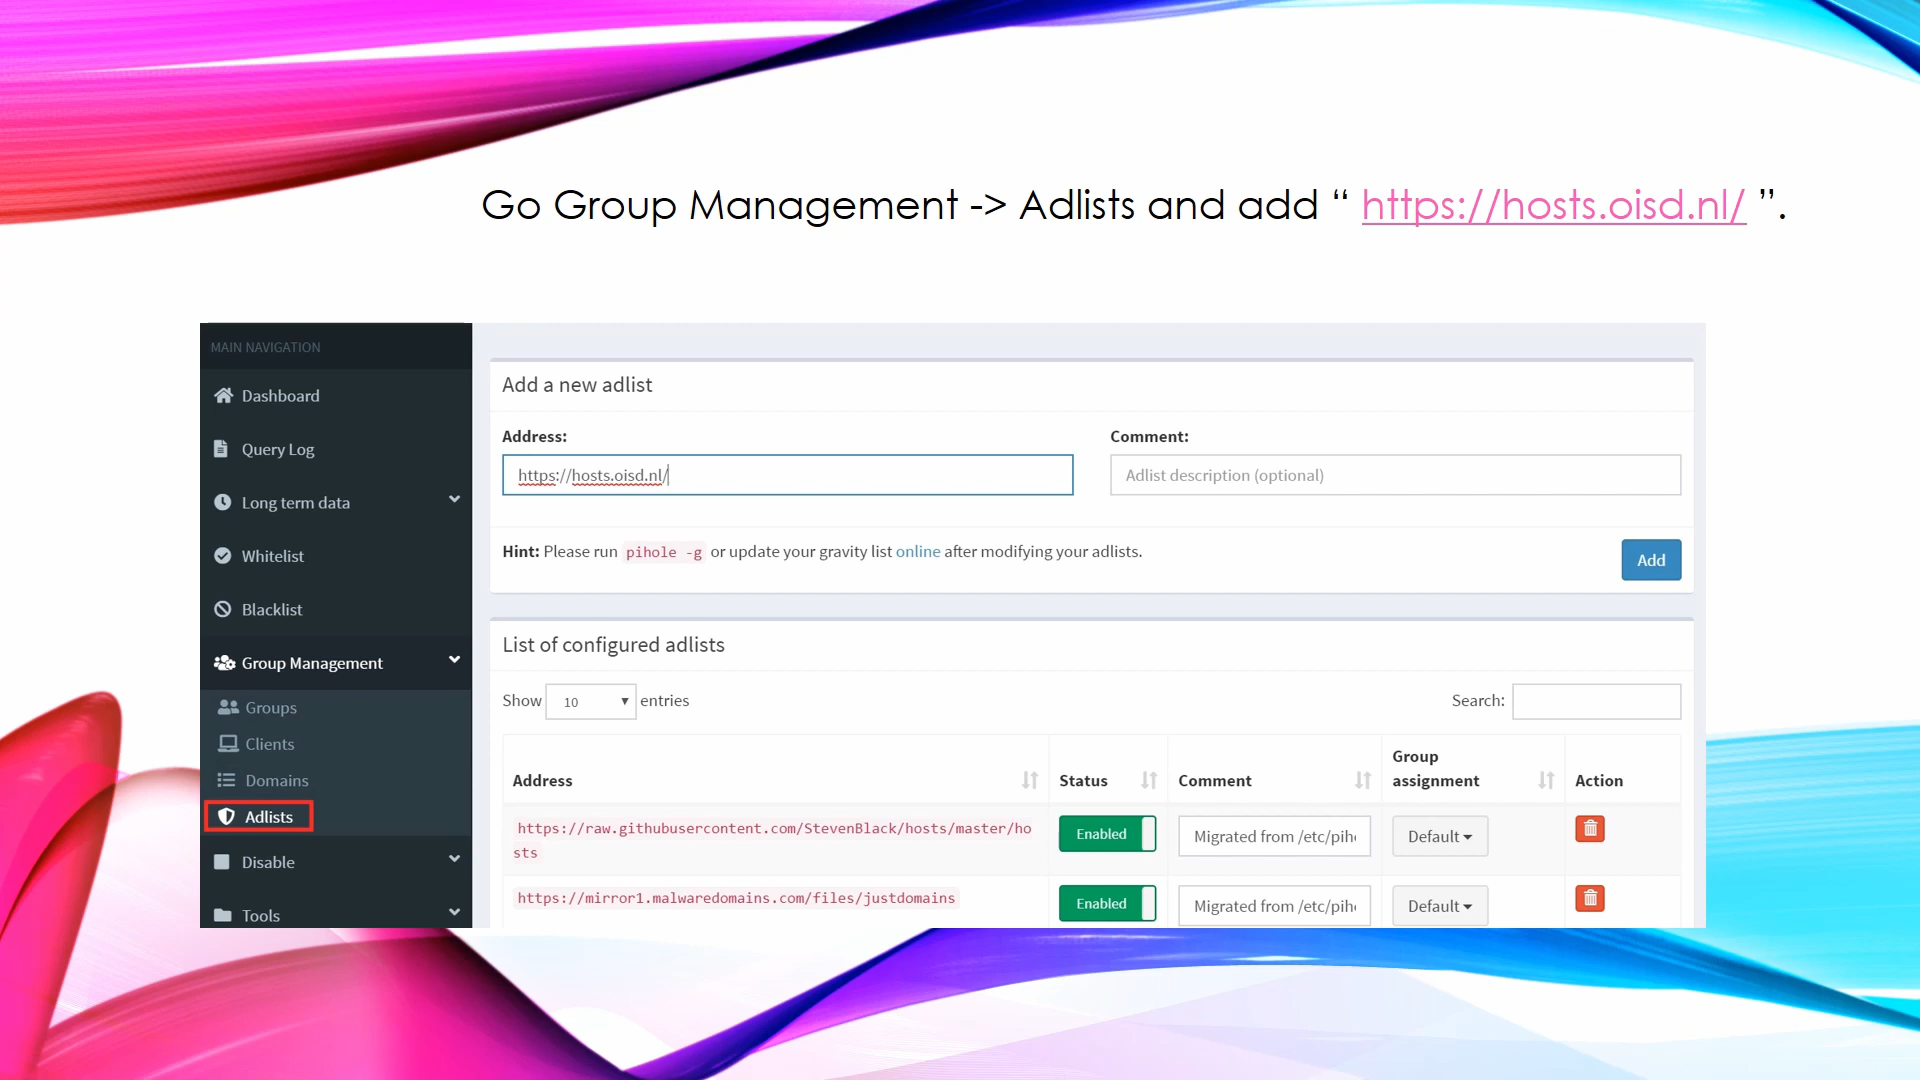 Go Group Management -> Adlists and add “ https://hosts.oisd.nl/ ”.
MAIN NAVIGATION
Dashboard
Query Log
Long term data
Whitelist
Blacklist
Group Management
Groups
Clients
Domains
Adlists
Disable
Tools
Add a new adlist
Address:
Comment:
https://hosts.oisd.nl/
Adlist description (optional)
Hint: Please run pihole -g or update your gravity list online after modifying your adlists.
Add
List of configured adlists
Show 10 entries
Search:
Address Status Comment Group assignment Action
https://raw.githubusercontent.com/StevenBlack/hosts/master/ho
sts
Enabled Migrated from /etc/piho Default
https://mirror1.malwaredomains.com/files/justdomains
Enabled Migrated from /etc/piho Default